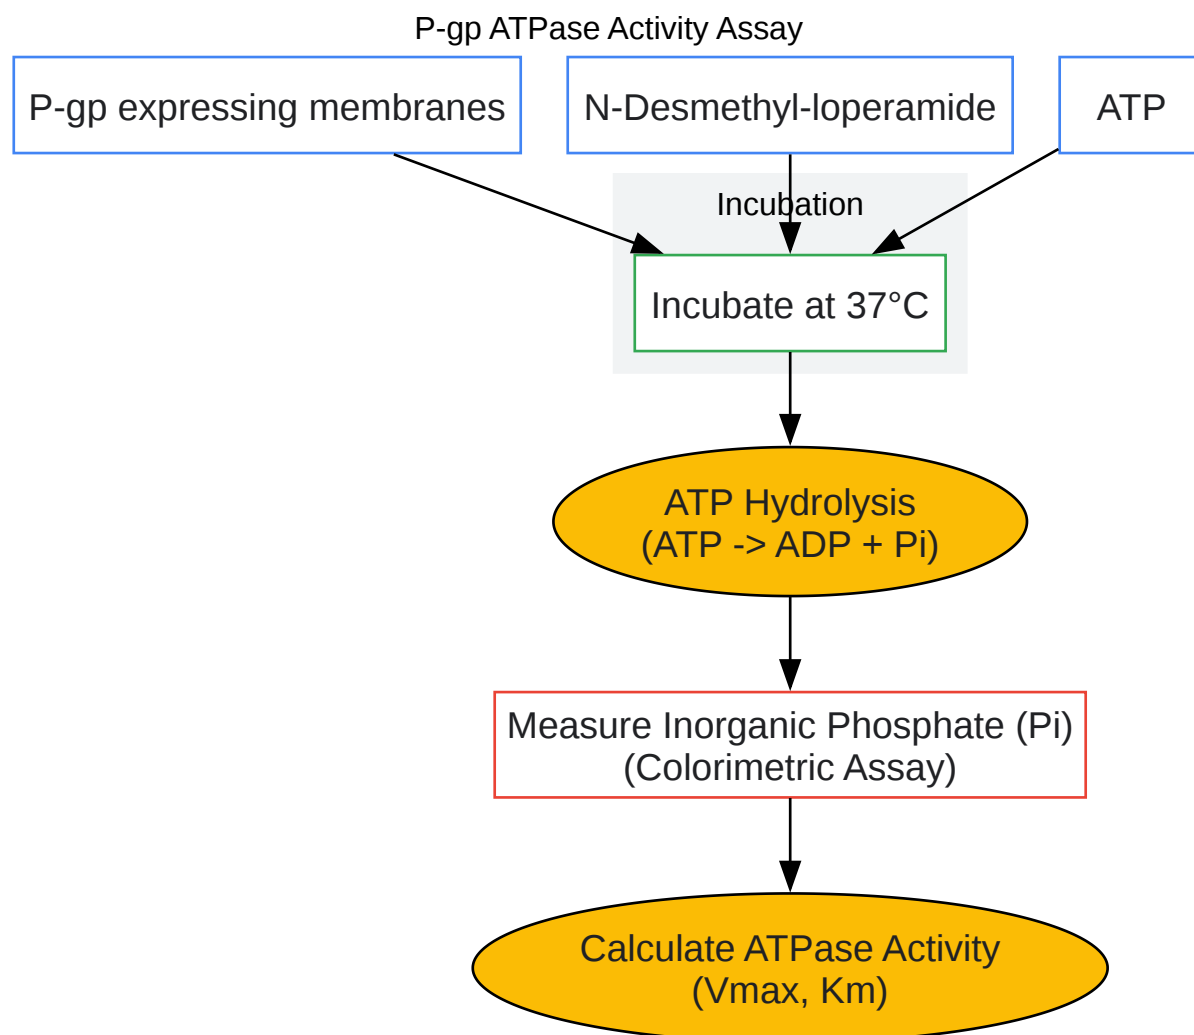 P-gp ATPase Activity Assay
P-gp expressing membranes
N-Desmethyl-loperamide
ATP
Incubation
Incubate at 37°C
ATP Hydrolysis
(ATP -> ADP + Pi)
Measure Inorganic Phosphate (Pi)
(Colorimetric Assay)
Calculate ATPase Activity
(Vmax, Km)